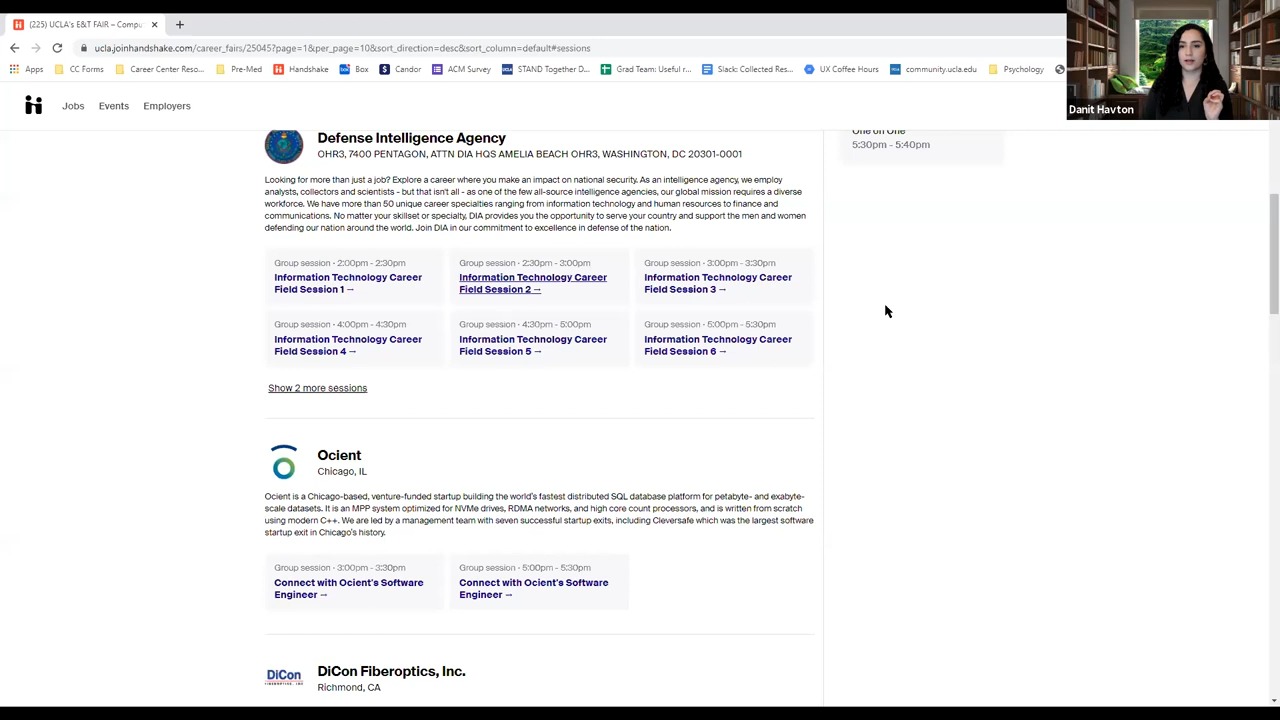 (225) UCLA's E&T FAIR – Compu
ucla.joinhandshake.com/career_fairs/25045?page=1&per_page=10&sort_direction=desc&sort_column=default#sessions
Apps CC Forms Career Center Reso... Pre-Med Handshake Box Candor ACM Survey STAND Together D... Grad Team: Useful r... Slack: Collected Res... UX Coffee Hours community.ucla.edu Psychology
Danit Havton
Jobs Events Employers
One on One
5:30pm - 5:40pm
Defense Intelligence Agency
OHR3, 7400 PENTAGON, ATTN DIA HQS AMELIA BEACH OHR3, WASHINGTON, DC 20301-0001
Looking for more than just a job? Explore a career where you make an impact on national security. As an intelligence agency, we employ
analysts, collectors and scientists - but that isn't all - as one of the few all-source intelligence agencies, our global mission requires a diverse
workforce. We have more than 50 unique career specialties ranging from information technology and human resources to finance and
communications. No matter your skillset or specialty, DIA provides you the opportunity to serve your country and support the men and women
defending our nation around the world. Join DIA in our commitment to excellence in defense of the nation.
Group session • 2:00pm - 2:30pm
Information Technology Career
Field Session 1 →
Group session • 2:30pm - 3:00pm
Information Technology Career
Field Session 2 →
Group session • 3:00pm - 3:30pm
Information Technology Career
Field Session 3 →
Group session • 4:00pm - 4:30pm
Information Technology Career
Field Session 4 →
Group session • 4:30pm - 5:00pm
Information Technology Career
Field Session 5 →
Group session • 5:00pm - 5:30pm
Information Technology Career
Field Session 6 →
Show 2 more sessions
Ocient
Chicago, IL
Ocient is a Chicago-based, venture-funded startup building the world's fastest distributed SQL database platform for petabyte- and exabyte-
scale datasets. It is an MPP system optimized for NVMe drives, RDMA networks, and high core count processors, and is written from scratch
using modern C++. We are led by a management team with seven successful startup exits, including Cleversafe which was the largest software
startup exit in Chicago's history.
Group session • 3:00pm - 3:30pm
Connect with Ocient's Software
Engineer →
Group session • 5:00pm - 5:30pm
Connect with Ocient's Software
Engineer →
DiCon
DiCon Fiberoptics, Inc.
Richmond, CA